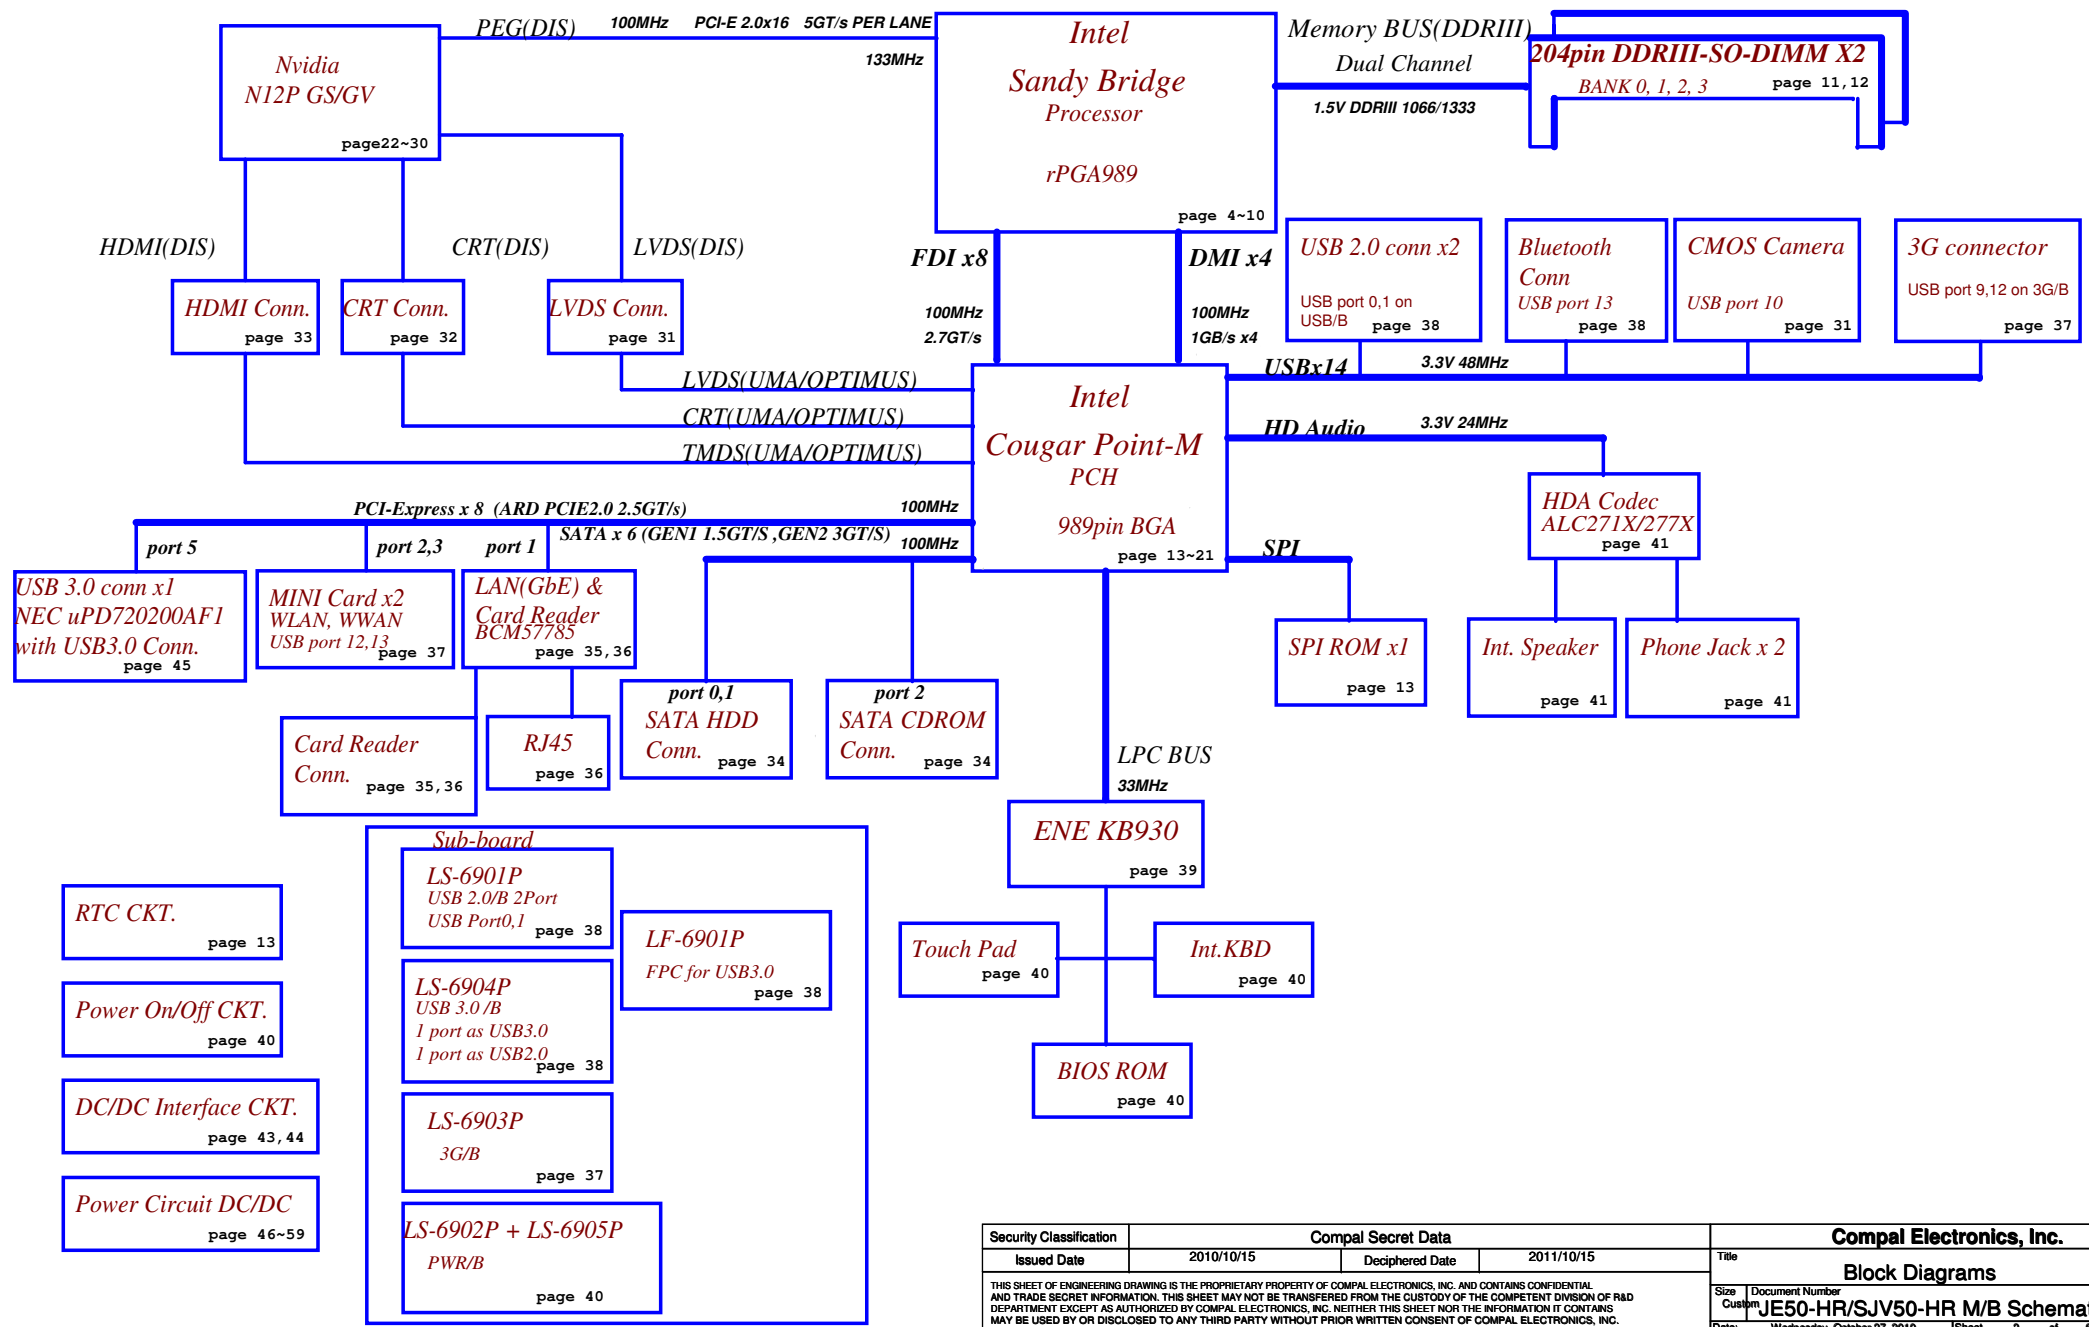 Nvidia
N12P GS/GV
page22~30
PEG(DIS)
100MHz
PCI-E 2.0x16
5GT/s PER LANE
133MHz
Intel
Sandy Bridge
Processor
rPGA989
page 4~10
Memory BUS(DDRIII)
Dual Channel
1.5V DDRIII 1066/1333
204pin DDRIII-SO-DIMM X2
BANK 0, 1, 2, 3
page 11,12
HDMI(DIS)
CRT(DIS)
LVDS(DIS)
HDMI Conn.
page 33
CRT Conn.
page 32
LVDS Conn.
page 31
FDI x8
100MHz
2.7GT/s
DMI x4
100MHz
1GB/s x4
USB 2.0 conn x2
USB port 0,1 on
USB/B
page 38
Bluetooth
Conn
USB port 13
page 38
CMOS Camera
USB port 10
page 31
3G connector
USB port 9,12 on 3G/B
page 37
LVDS(UMA/OPTIMUS)
CRT(UMA/OPTIMUS)
TMDS(UMA/OPTIMUS)
Intel
Cougar Point-M
PCH
989pin BGA
page 13~21
USBx14
3.3V 48MHz
HD Audio
3.3V 24MHz
SPI
HDA Codec
ALC271X/277X
page 41
PCI-Express x 8 (ARD PCIE2.0 2.5GT/s)
100MHz
SATA x 6 (GEN1 1.5GT/S ,GEN2 3GT/S)
100MHz
port 5
port 2,3
port 1
USB 3.0 conn x1
NEC uPD720200AF1
with USB3.0 Conn.
page 45
MINI Card x2
WLAN, WWAN
USB port 12,13
page 37
LAN(GbE) &
Card Reader
BCM57785
page 35,36
SPI ROM x1
page 13
Int. Speaker
page 41
Phone Jack x 2
page 41
Card Reader
Conn.
page 35,36
RJ45
page 36
port 0,1
SATA HDD
Conn.
page 34
port 2
SATA CDROM
Conn.
page 34
LPC BUS
33MHz
ENE KB930
page 39
Touch Pad
page 40
Int.KBD
page 40
BIOS ROM
page 40
RTC CKT.
page 13
Power On/Off CKT.
page 40
DC/DC Interface CKT.
page 43,44
Power Circuit DC/DC
page 46~59
Sub-board
LS-6901P
USB 2.0/B 2Port
USB Port0,1
page 38
LF-6901P
FPC for USB3.0
page 38
LS-6904P
USB 3.0 /B
1 port as USB3.0
1 port as USB2.0
page 38
LS-6903P
3G/B
page 37
LS-6902P + LS-6905P
PWR/B
page 40
Security Classification
Compal Secret Data
Issued Date
2010/10/15
Deciphered Date
2011/10/15
THIS SHEET OF ENGINEERING DRAWING IS THE PROPRIETARY PROPERTY OF COMPAL ELECTRONICS, INC. AND CONTAINS CONFIDENTIAL
AND TRADE SECRET INFORMATION. THIS SHEET MAY NOT BE TRANSFERED FROM THE CUSTODY OF THE COMPETENT DIVISION OF R&D
DEPARTMENT EXCEPT AS AUTHORIZED BY COMPAL ELECTRONICS, INC. NEITHER THIS SHEET NOR THE INFORMATION IT CONTAINS
MAY BE USED BY OR DISCLOSED TO ANY THIRD PARTY WITHOUT PRIOR WRITTEN CONSENT OF COMPAL ELECTRONICS, INC.
Compal Electronics, Inc.
Title
Block Diagrams
Size
Custom
Document Number
JE50-HR/SJV50-HR M/B Schemat